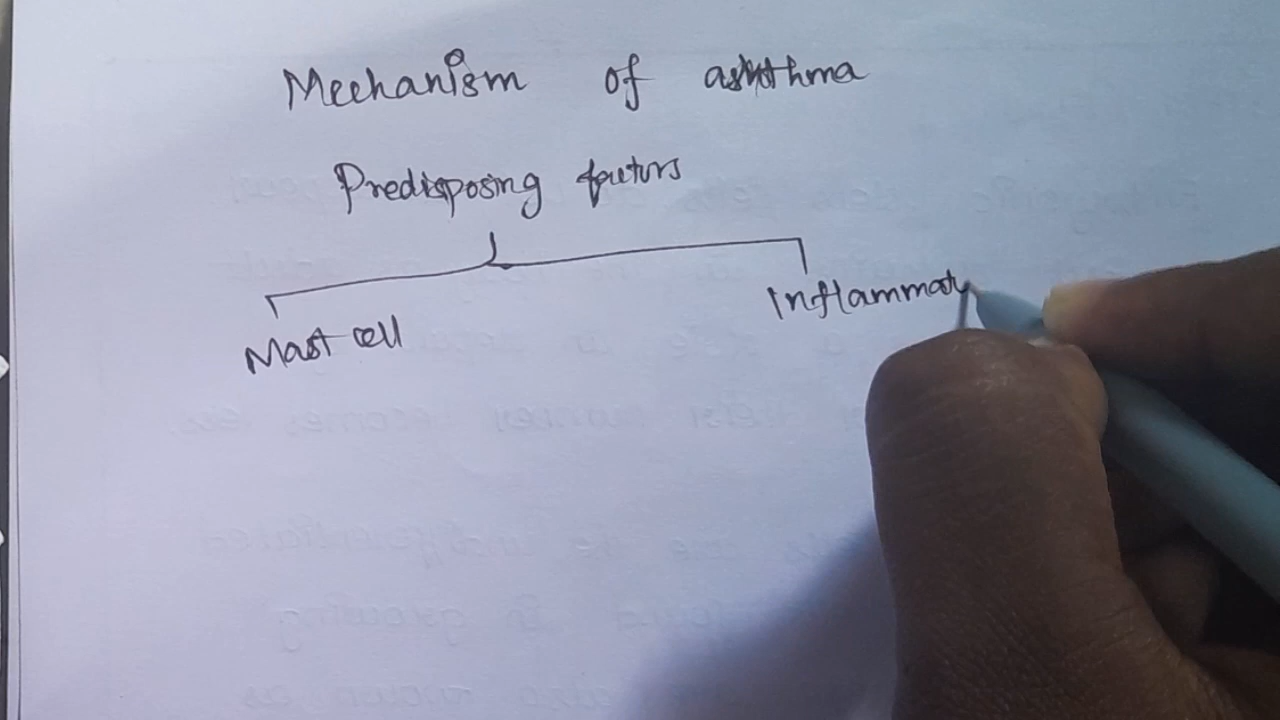 Mechanism of asthma
Predisposing factors
Mast cell
Inflammat